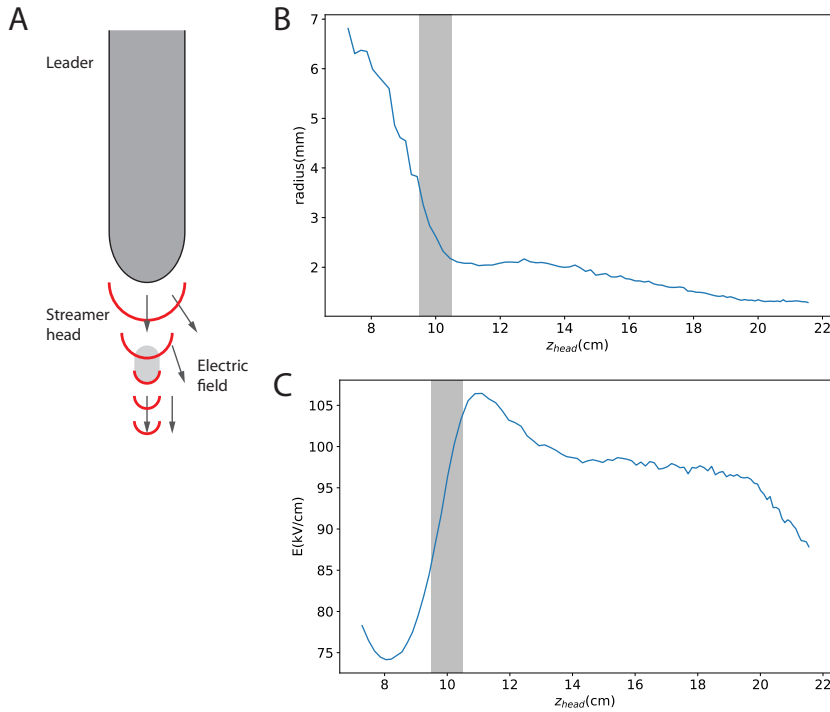 A
Leader
Streamer
head
Electric
field
B
7
6
5
4
3
2
radius(mm)
8 10 12 14 16 18 20 22
z_head(cm)
C
105
100
95
90
85
80
75
E(kV/cm)
8 10 12 14 16 18 20 22
z_head(cm)